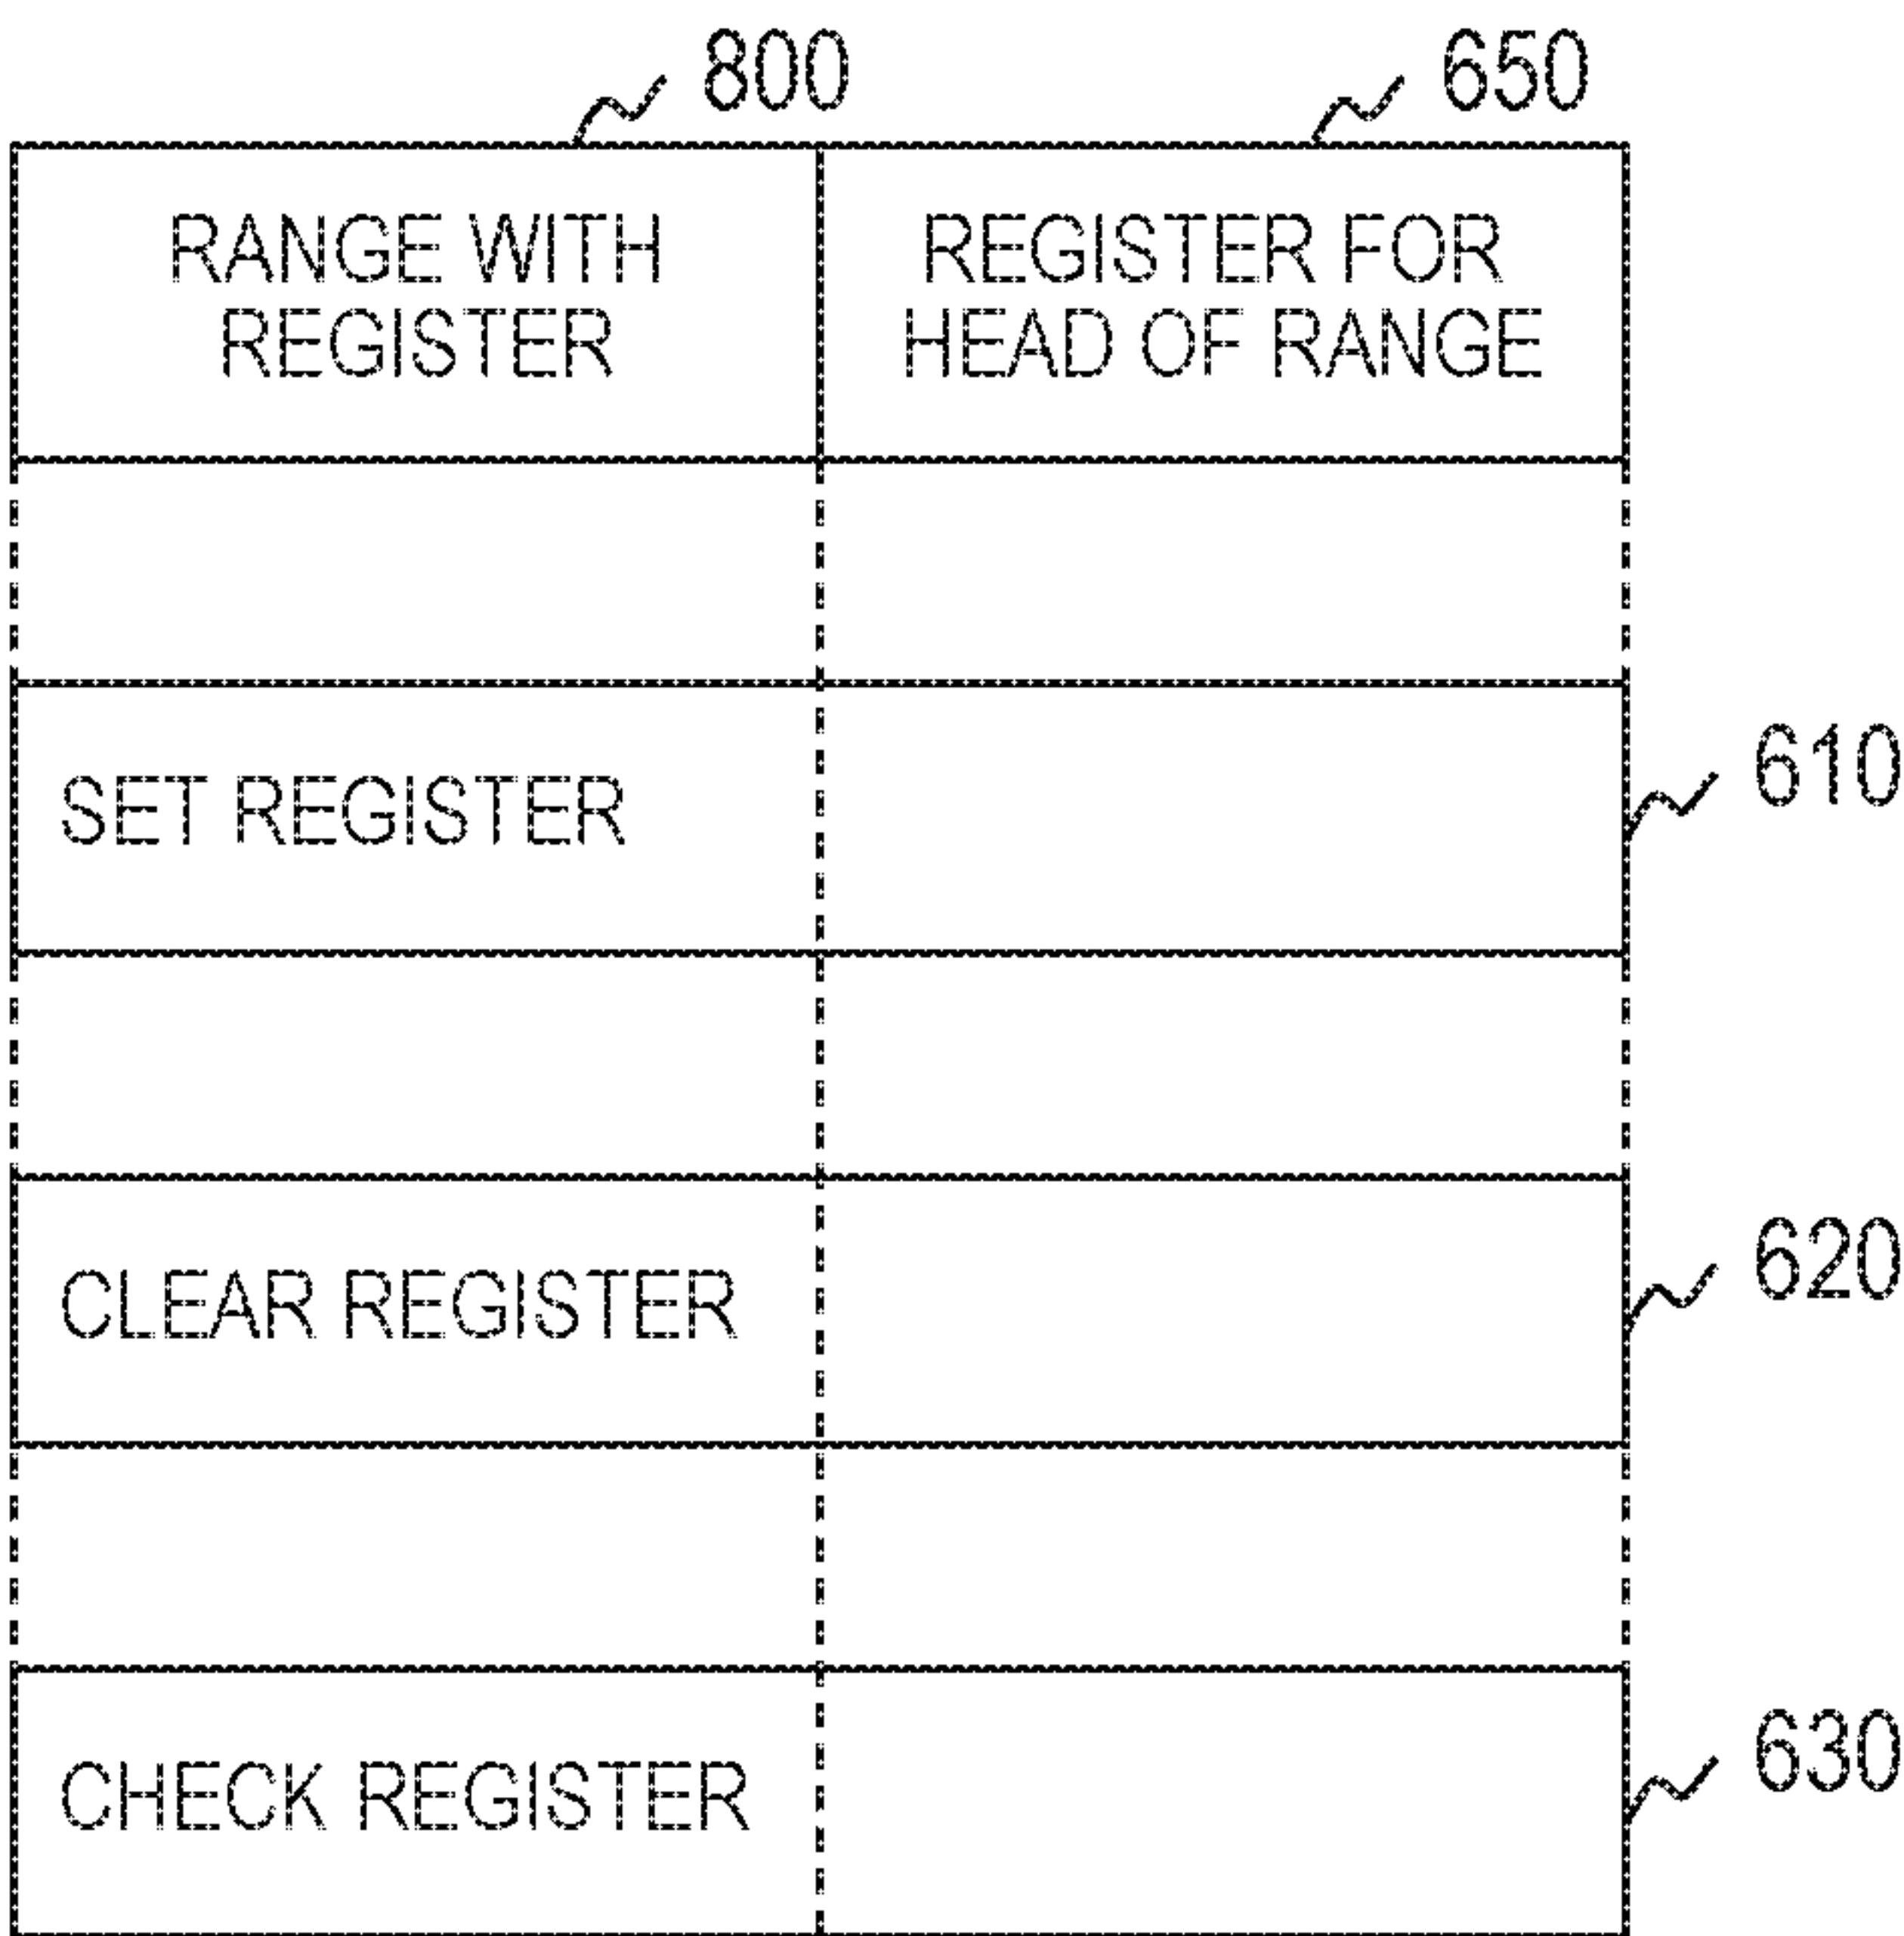 800
650
RANGE WITH
REGISTER
REGISTER FOR
HEAD OF RANGE
SET REGISTER
610
CLEAR REGISTER
620
CHECK REGISTER
630